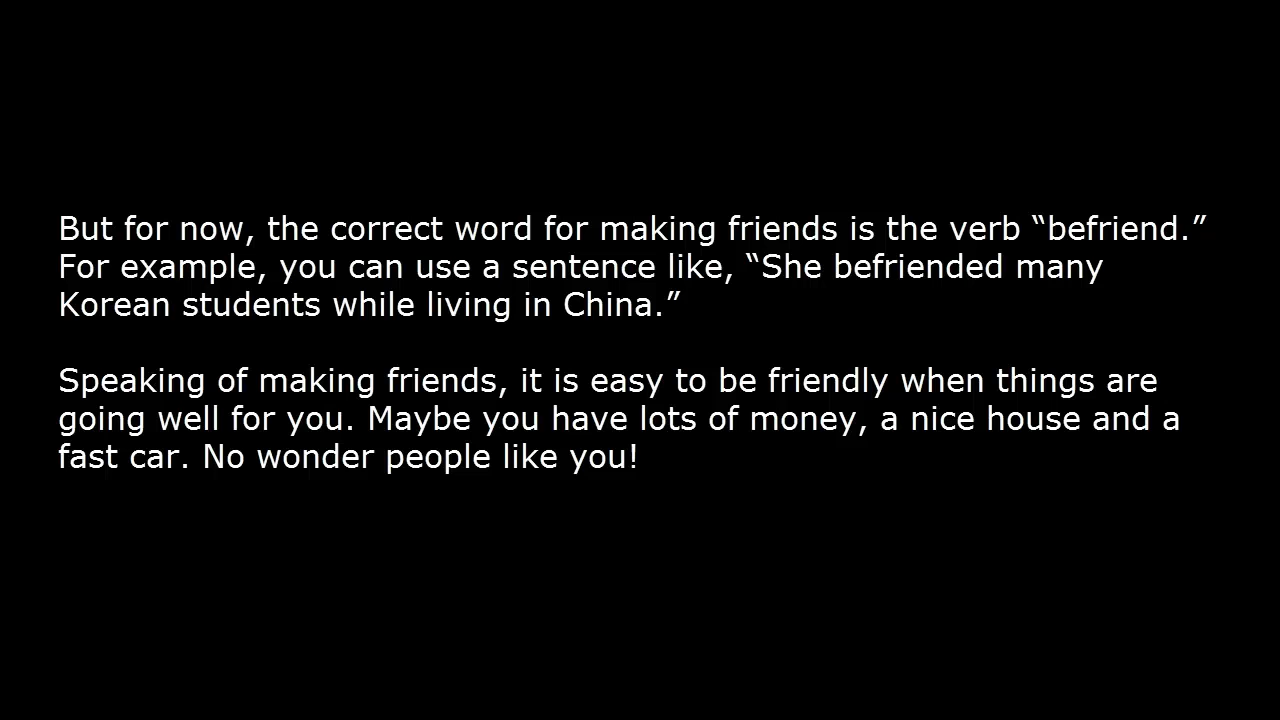 But for now, the correct word for making friends is the verb “befriend.”
For example, you can use a sentence like, “She befriended many
Korean students while living in China.”
Speaking of making friends, it is easy to be friendly when things are
going well for you. Maybe you have lots of money, a nice house and a
fast car. No wonder people like you!